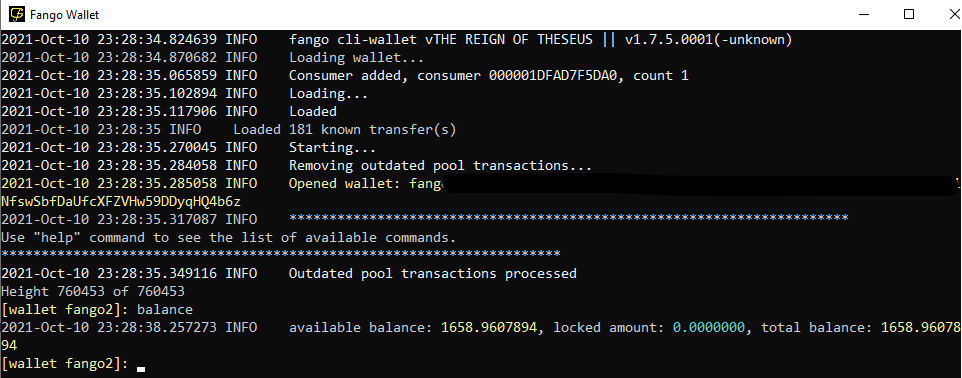 Fango Wallet
2021-Oct-10 23:28:34.824639 INFO    fango cli-wallet vTHE REIGN OF THESEUS || v1.7.5.0001(-unknown)
2021-Oct-10 23:28:34.870682 INFO    Loading wallet...
2021-Oct-10 23:28:35.065859 INFO    Consumer added, consumer 000001DFAD7F5DA0, count 1
2021-Oct-10 23:28:35.102894 INFO    Loading...
2021-Oct-10 23:28:35.117906 INFO    Loaded
2021-Oct-10 23:28:35 INFO    Loaded 181 known transfer(s)
2021-Oct-10 23:28:35.270045 INFO    Starting...
2021-Oct-10 23:28:35.284058 INFO    Removing outdated pool transactions...
2021-Oct-10 23:28:35.285058 INFO    Opened wallet: fang
NfswSbfDaUfcXFZVHw59DDyqHQ4b6z
2021-Oct-10 23:28:35.317087 INFO    **********************************************************************
Use "help" command to see the list of available commands.
**********************************************************************
2021-Oct-10 23:28:35.349116 INFO    Outdated pool transactions processed
Height 760453 of 760453
[wallet fango2]: balance
2021-Oct-10 23:28:38.257273 INFO    available balance: 1658.9607894, locked amount: 0.0000000, total balance: 1658.96078
94
[wallet fango2]: